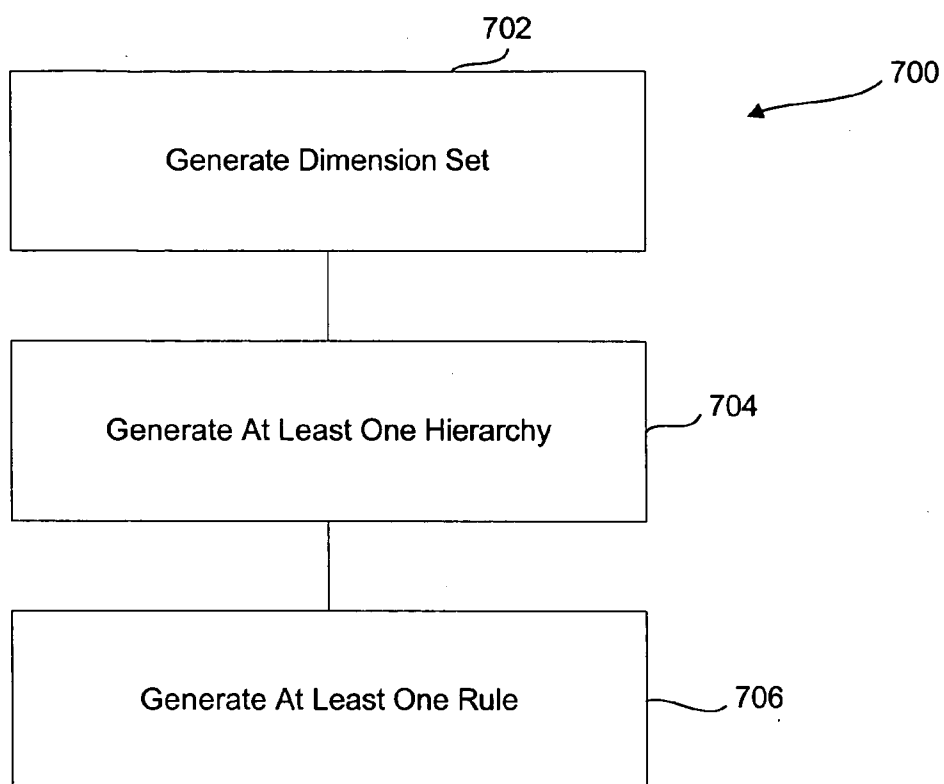 702
700
Generate Dimension Set
704
Generate At Least One Hierarchy
Generate At Least One Rule
706